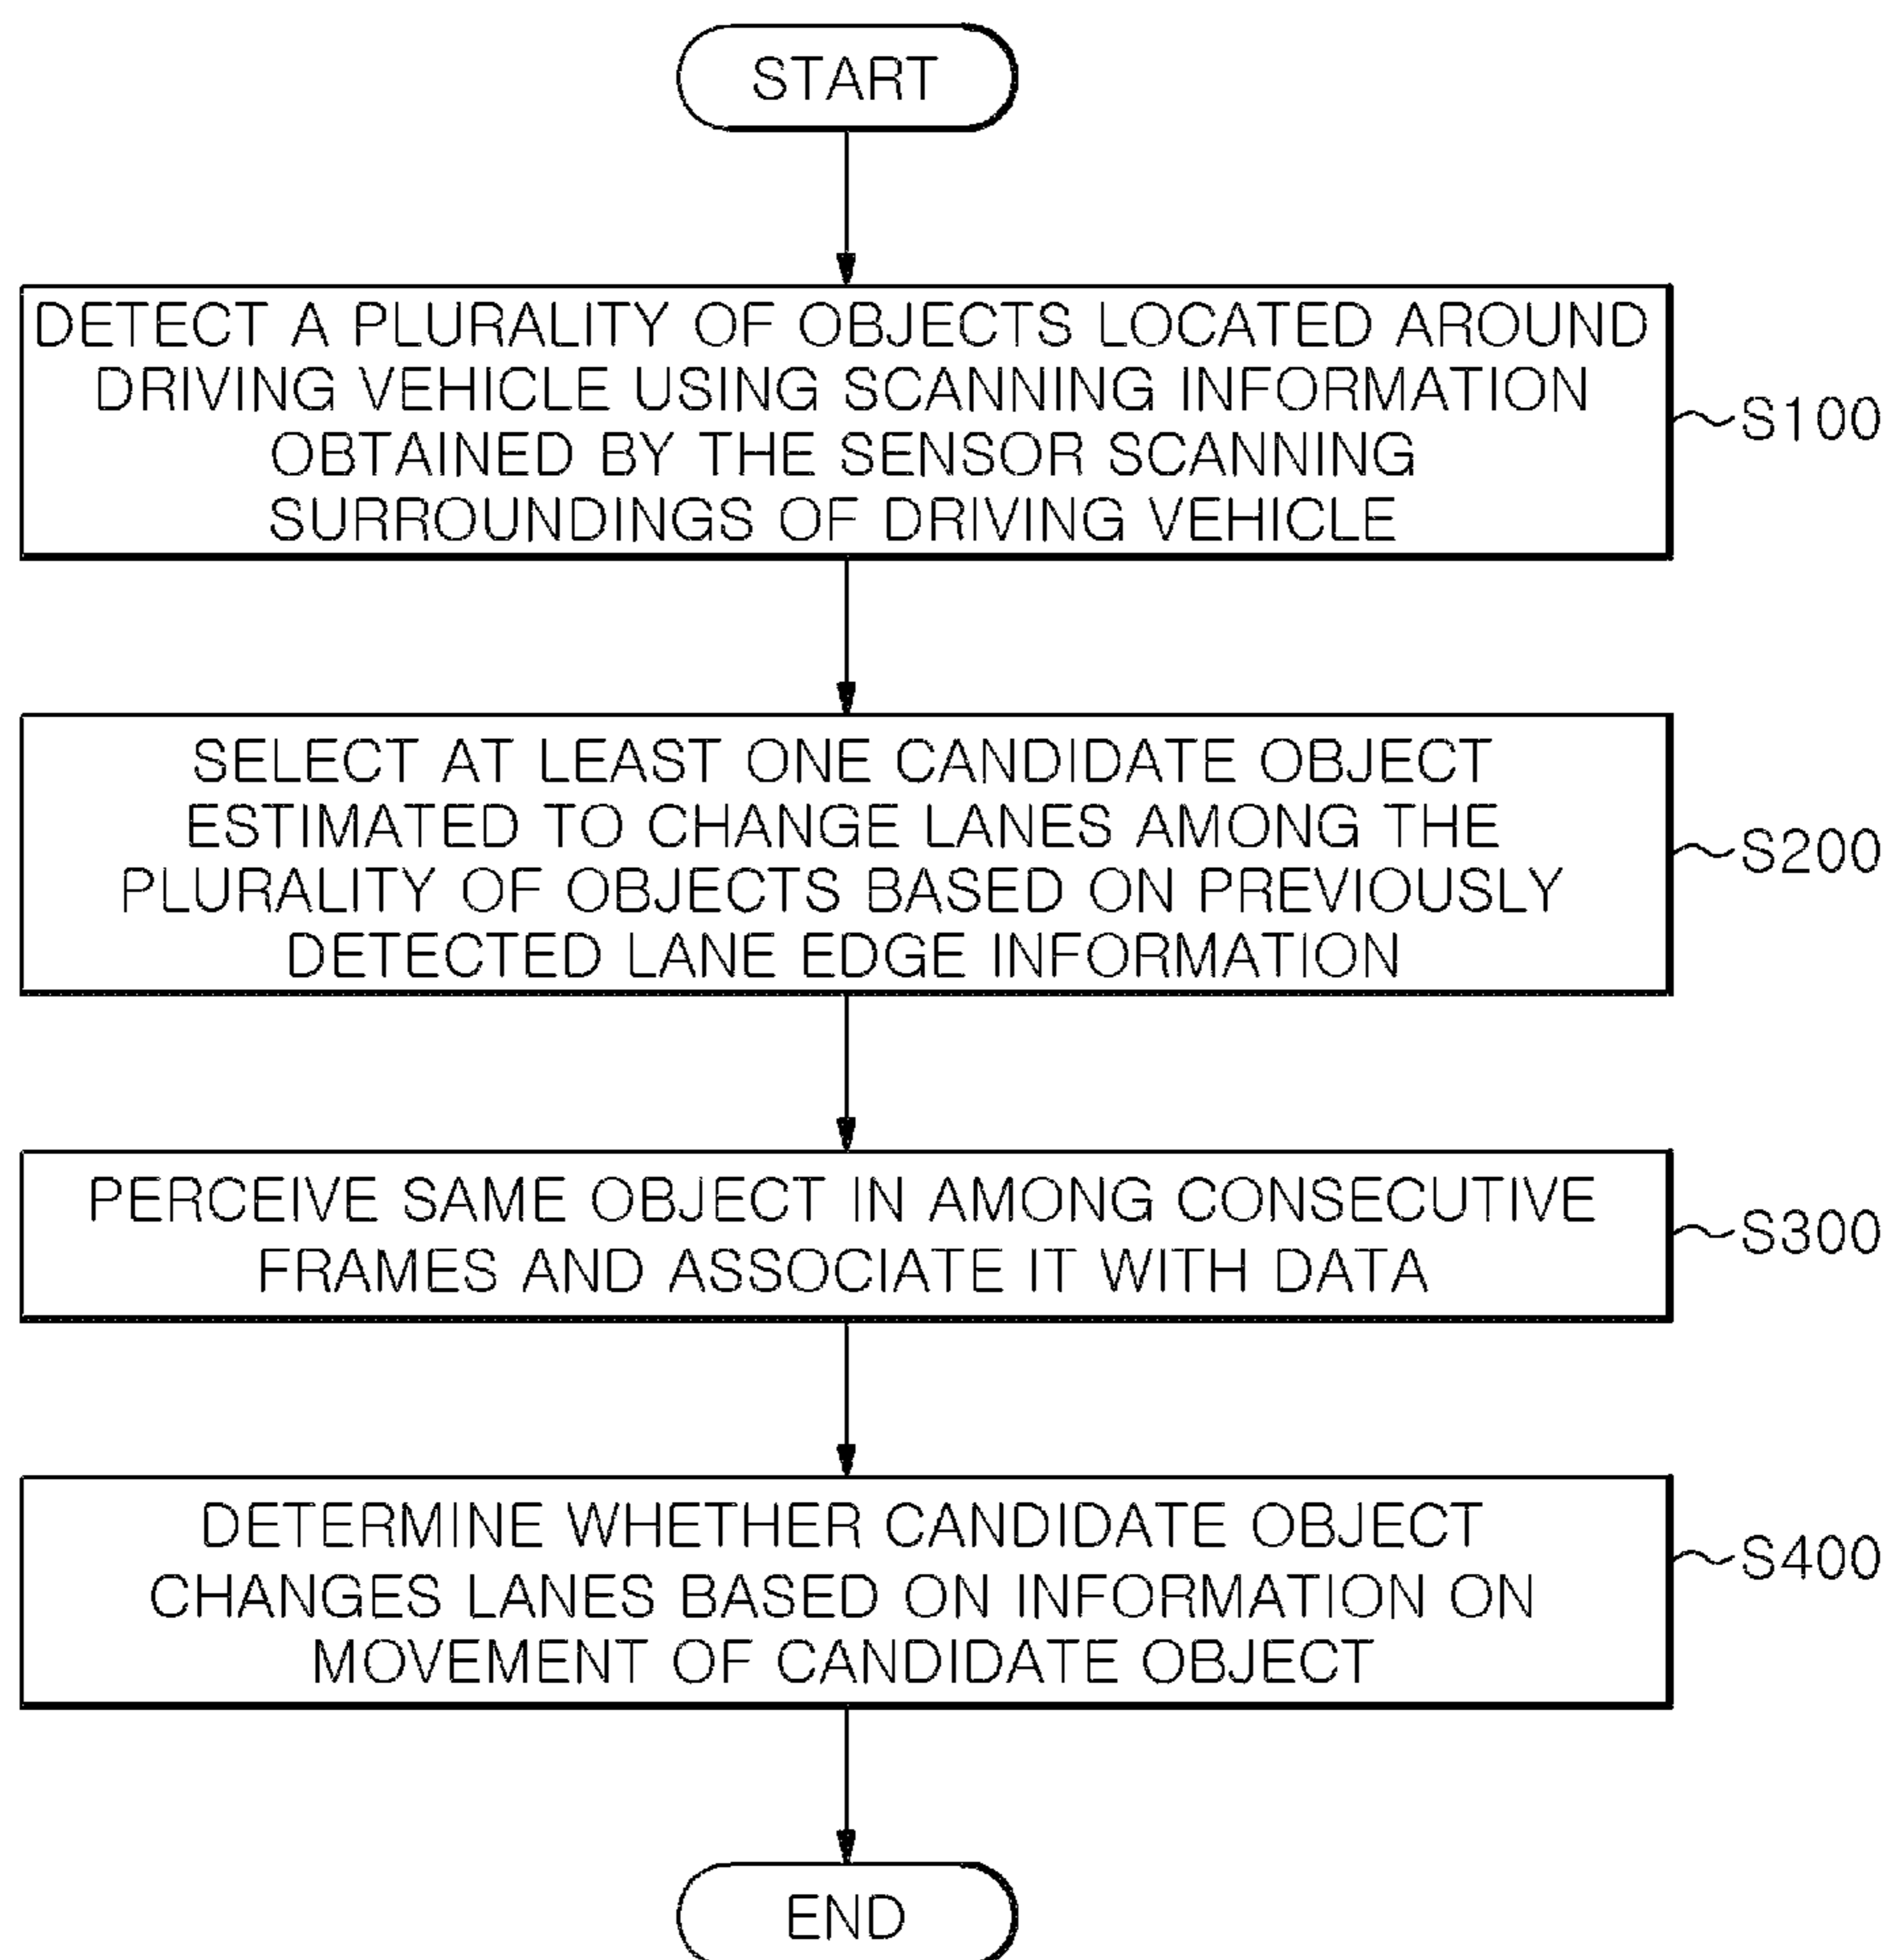 START
DETECT A PLURALITY OF OBJECTS LOCATED AROUND
DRIVING VEHICLE USING SCANNING INFORMATION
OBTAINED BY THE SENSOR SCANNING
SURROUNDINGS OF DRIVING VEHICLE
S100
SELECT AT LEAST ONE CANDIDATE OBJECT
ESTIMATED TO CHANGE LANES AMONG THE
PLURALITY OF OBJECTS BASED ON PREVIOUSLY
DETECTED LANE EDGE INFORMATION
S200
PERCEIVE SAME OBJECT IN AMONG CONSECUTIVE
FRAMES AND ASSOCIATE IT WITH DATA
S300
DETERMINE WHETHER CANDIDATE OBJECT
CHANGES LANES BASED ON INFORMATION ON
MOVEMENT OF CANDIDATE OBJECT
S400
END